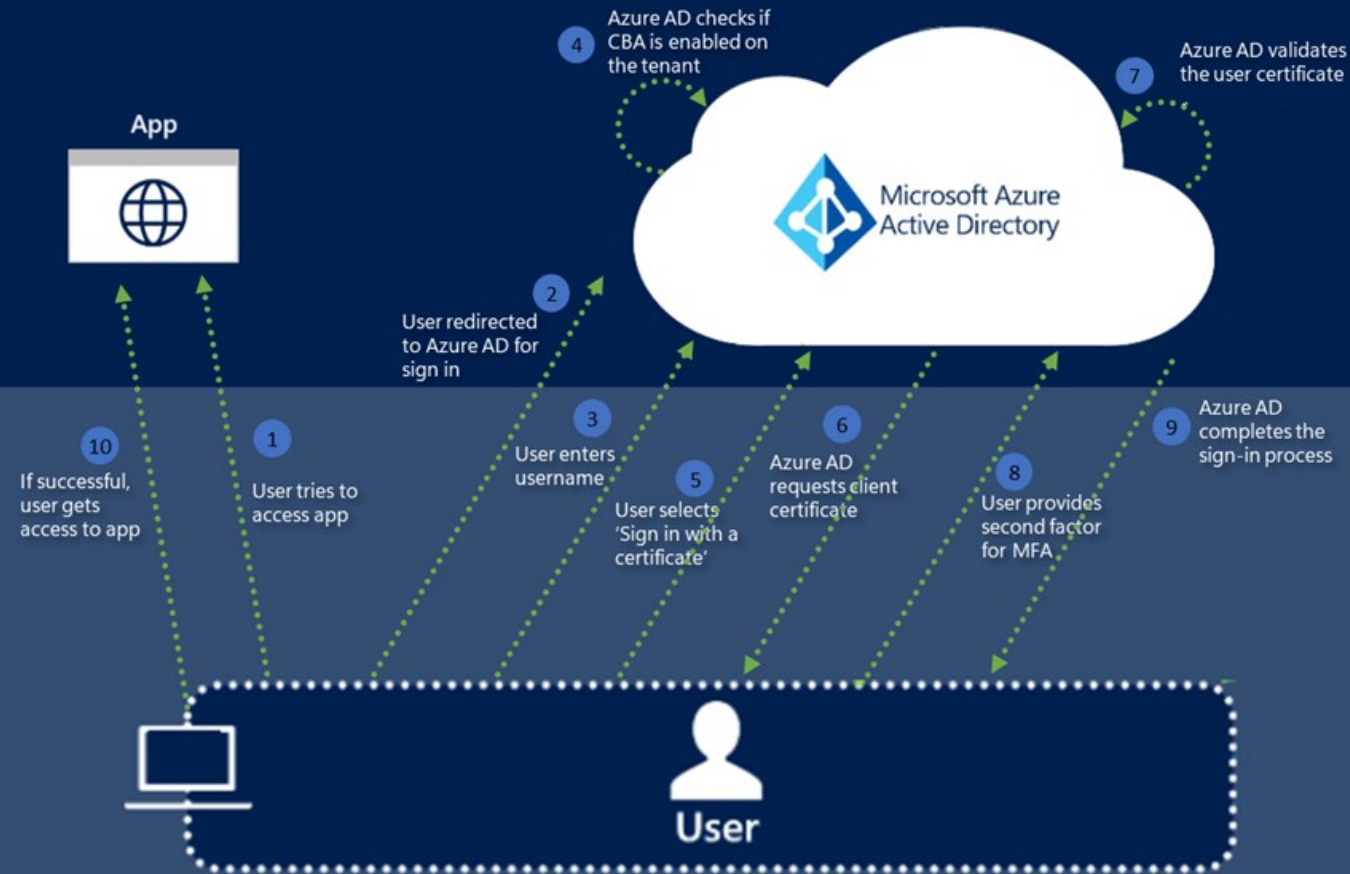 4
Azure AD checks if
CBA is enabled on
the tenant
7
Azure AD validates
the user certificate
App
Microsoft Azure
Active Directory
2
User redirected
to Azure AD for
sign in
10
If successful,
user gets
access to app
1
User tries to
access app
3
User enters
username
5
User selects
‘Sign in with a
certificate’
6
Azure AD
requests client
certificate
8
User provides
second factor
for MFA
9
Azure AD
completes the
sign-in process
User